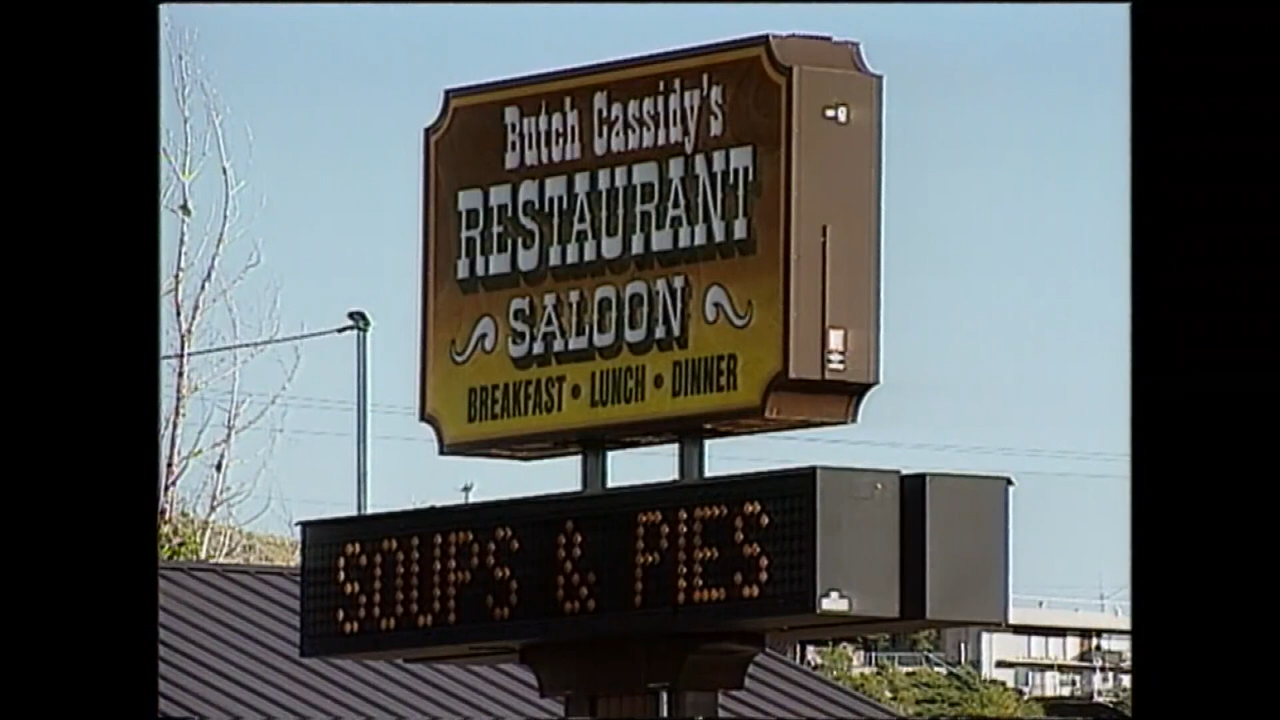 Butch Cassidy's
RESTAURANT
SALOON
BREAKFAST • LUNCH • DINNER
SOUPS & PIES